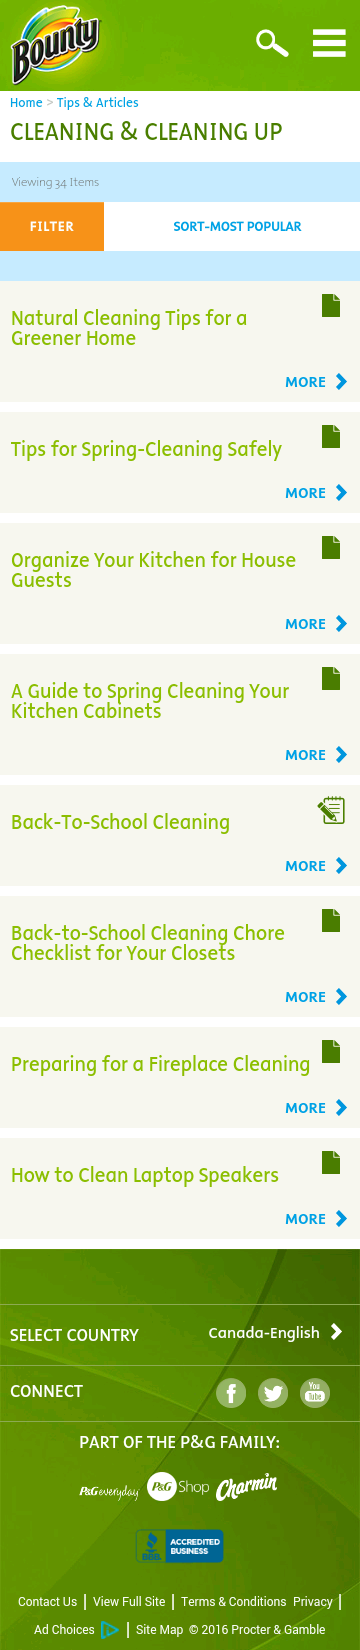 Bounty
Home > Tips & Articles
CLEANING & CLEANING UP
Viewing 34 Items
FILTER
SORT-MOST POPULAR
Natural Cleaning Tips for a
Greener Home
MORE
Tips for Spring-Cleaning Safely
MORE
Organize Your Kitchen for House
Guests
MORE
A Guide to Spring Cleaning Your
Kitchen Cabinets
MORE
Back-To-School Cleaning
MORE
Back-to-School Cleaning Chore
Checklist for Your Closets
MORE
Preparing for a Fireplace Cleaning
MORE
How to Clean Laptop Speakers
MORE
SELECT COUNTRY Canada-English
CONNECT
You
Tube
PART OF THE P&G FAMILY:
P&G everyday P&G Shop Charmin
BBB. ACCREDITED
BUSINESS
Contact Us | View Full Site | Terms & Conditions Privacy |
Ad Choices | Site Map © 2016 Procter & Gamble